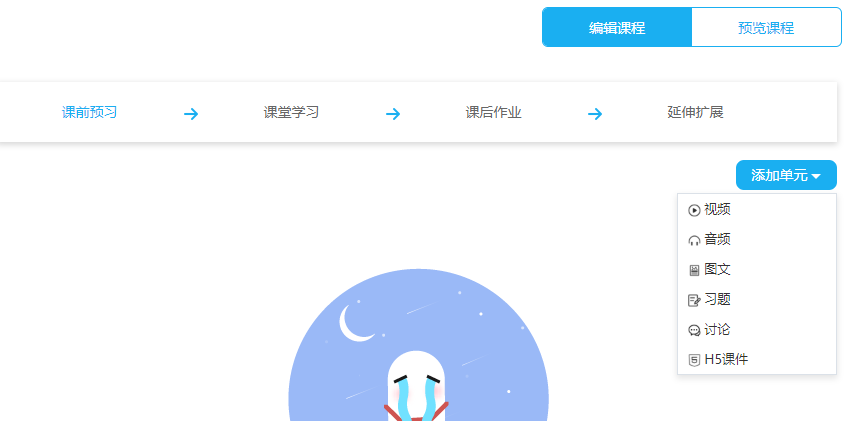 编辑课程 预览课程
课前预习 课堂学习 课后作业 延伸扩展
添加单元
视频
音频
图文
习题
讨论
H5课件